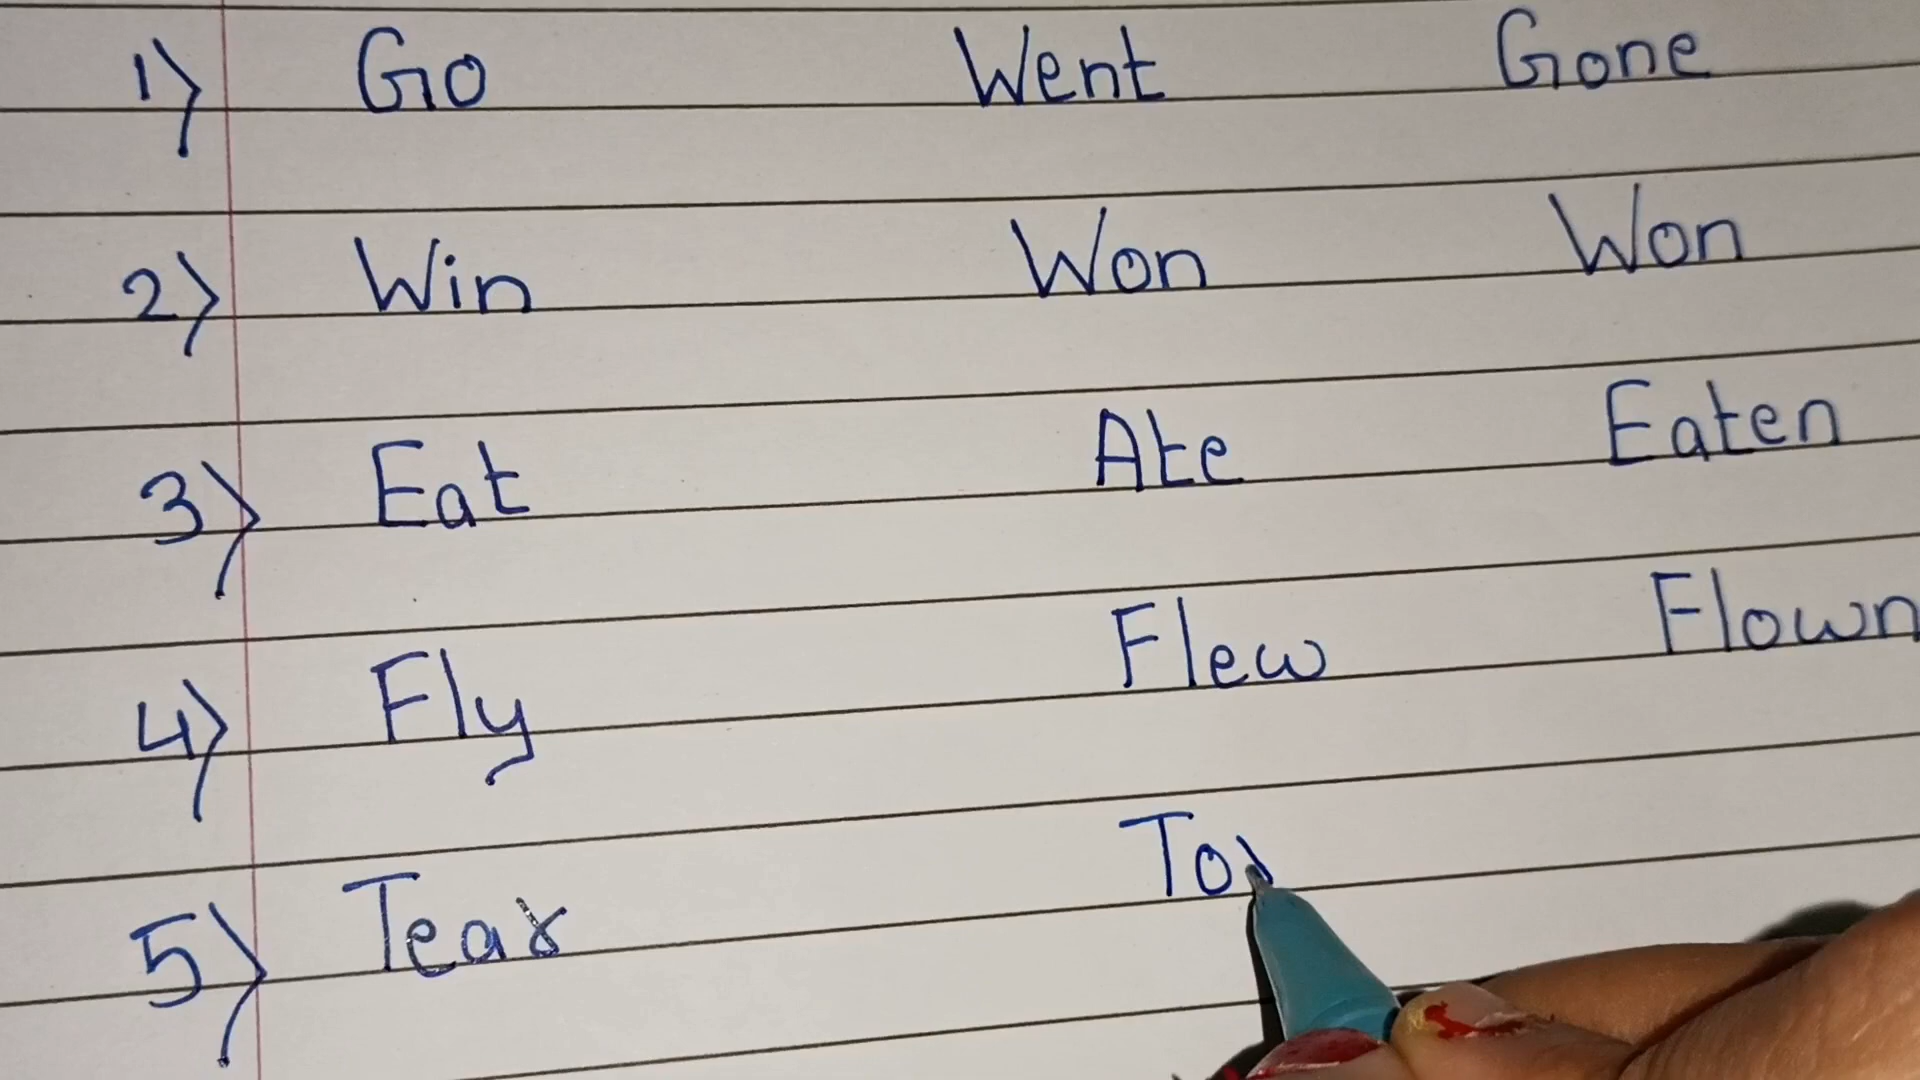 1) Go Went Gone
2) Win Won Won
3) Eat Ate Eaten
4) Fly Flew Flown
5) Tear To